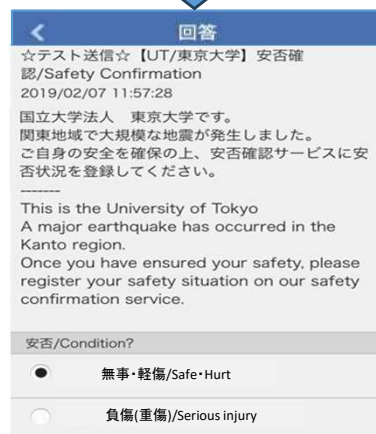 回答
☆テスト送信☆【UT/東京大学】安否確
認/Safety Confirmation
2019/02/07 11:57:28
国立大学法人　東京大学です。
関東地域で大規模な地震が発生しました。
ご自身の安全を確保の上、安否確認サービスに安
否状況を登録してください。
-------
This is the University of Tokyo
A major earthquake has occurred in the
Kanto region.
Once you have ensured your safety, please
register your safety situation on our safety
confirmation service.
安否/Condition?
無事・軽傷/Safe・Hurt
負傷(重傷)/Serious injury